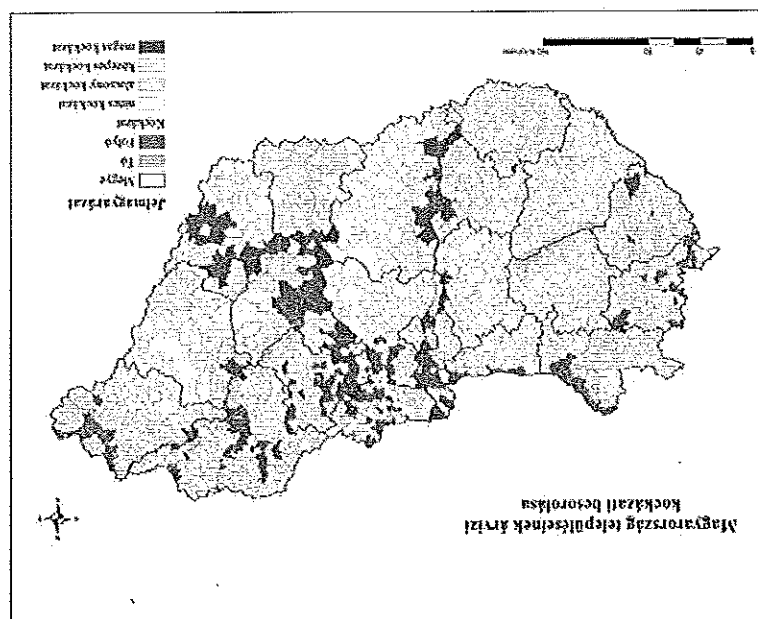 Magyarország településeinek árvízi
kockázati besorolása
Jelmagyarázat
Megye
Tó
Folyó
Kockázat
nincs kockázat
alacsony kockázat
közepes kockázat
magas kockázat